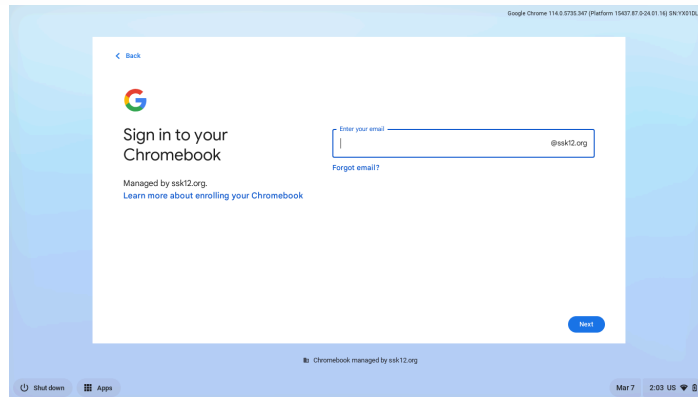 Google Chrome 114.0.5735.347 (Platform 15437.87.0-24.01.16)
Back
Sign in to your
Chromebook
Managed by ssk12.org.
Learn more about enrolling your Chromebook
Enter your email
@ssk12.org
Forgot email?
Next
Chromebook managed by ssk12.org
Shut down
Apps
Mar 7
2:03
US